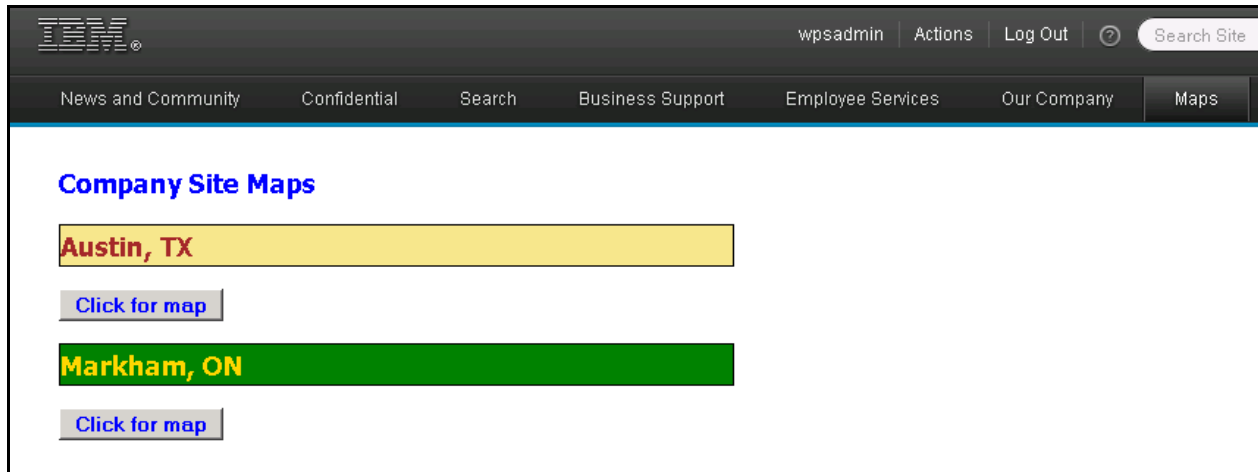 IBM®
wpsadmin Actions Log Out ? Search Site
News and Community Confidential Search Business Support Employee Services Our Company Maps
Company Site Maps
Austin, TX
Click for map
Markham, ON
Click for map